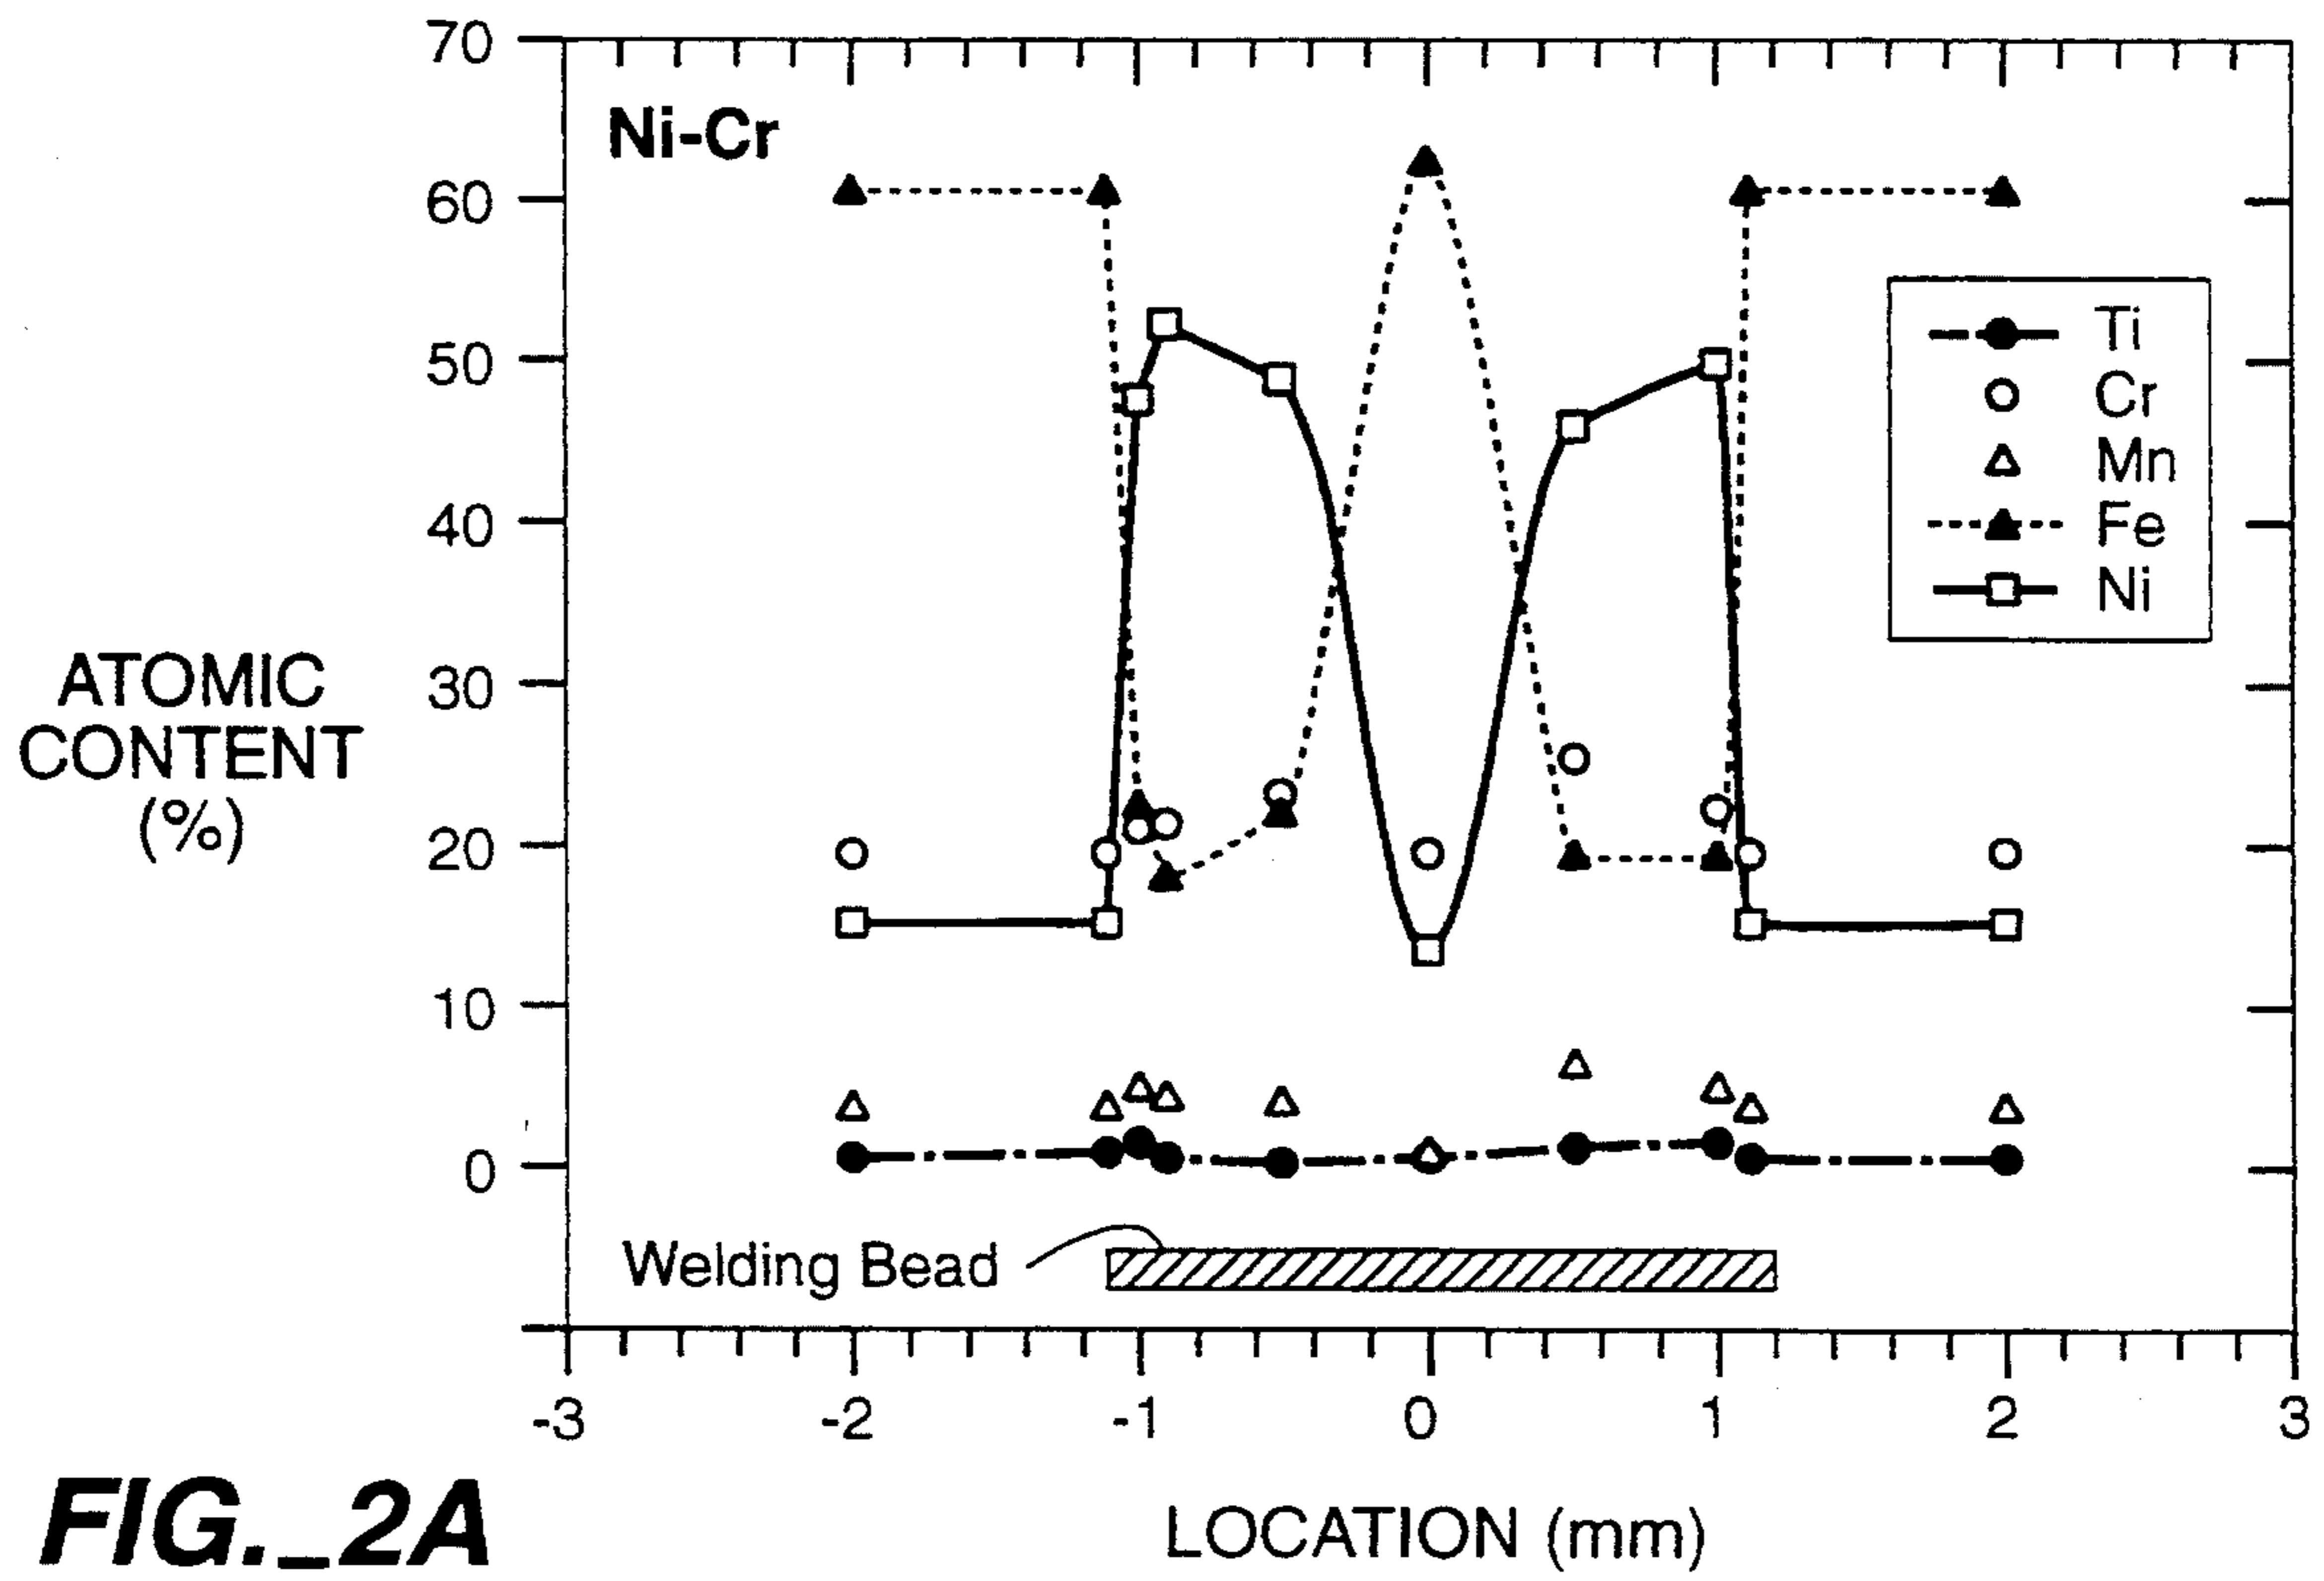 70
60
50
40
30
20
10
0
Ni-Cr
Ti
Cr
Mn
Fe
Ni
ATOMIC
CONTENT
(%)
Welding Bead
-3 -2 -1 0 1 2 3
LOCATION (mm)
FIG._2A